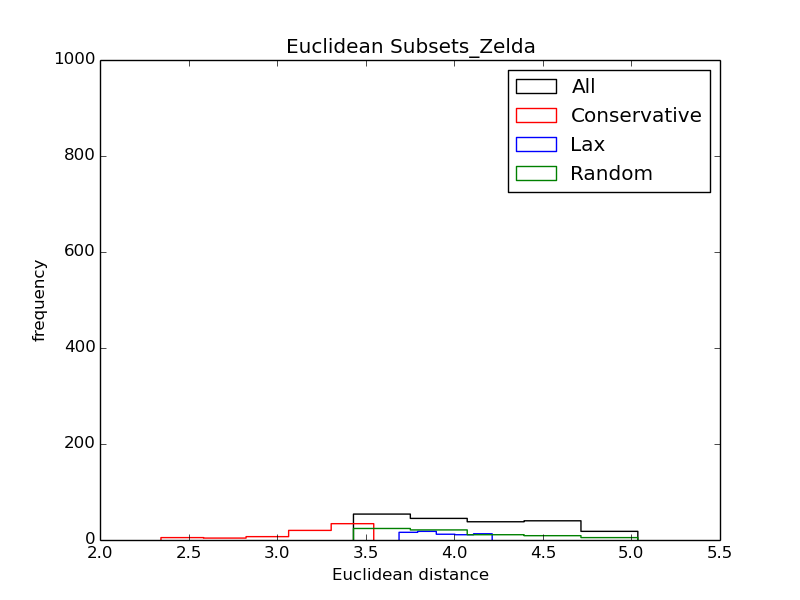 Euclidean Subsets_Zelda
1000
800
600
400
200
0
frequency
All
Conservative
Lax
Random
2.0 2.5 3.0 3.5 4.0 4.5 5.0 5.5
Euclidean distance